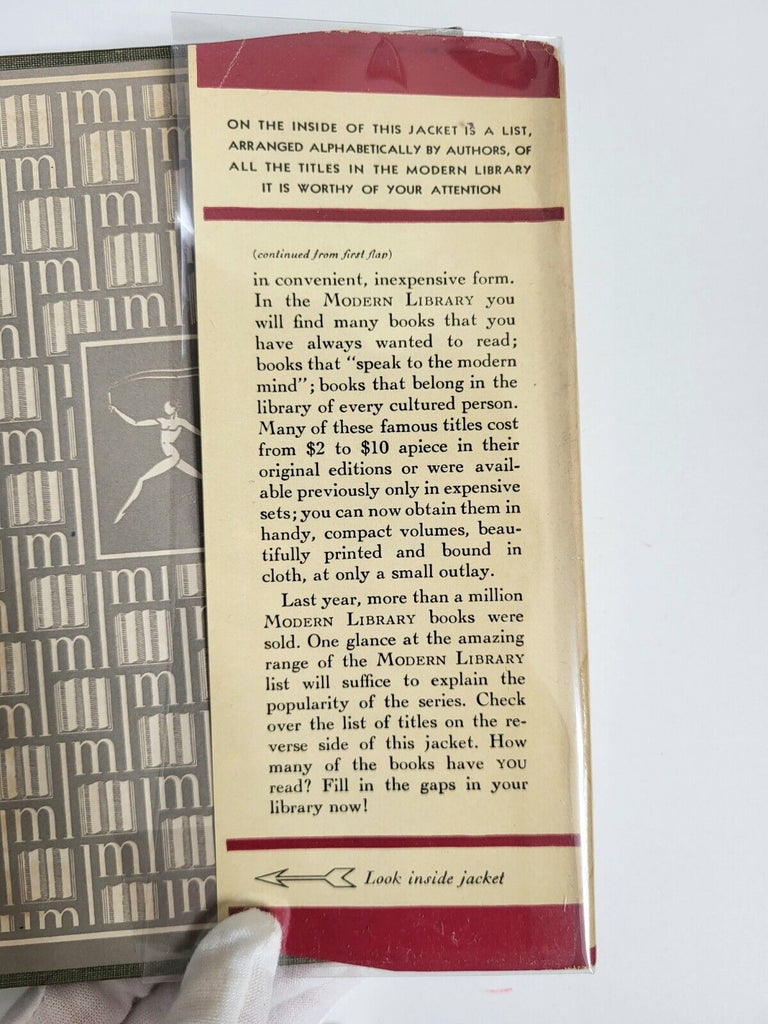 ON THE INSIDE OF THIS JACKET IS A LIST,
ARRANGED ALPHABETICALLY BY AUTHORS, OF
ALL THE TITLES IN THE MODERN LIBRARY
IT IS WORTHY OF YOUR ATTENTION
(continued from first flap)
in convenient, inexpensive form.
In the MODERN LIBRARY you
will find many books that you
have always wanted to read;
books that "speak to the modern
mind"; books that belong in the
library of every cultured person.
Many of these famous titles cost
from $2 to $10 apiece in their
original editions or were avail-
able previously only in expensive
sets; you can now obtain them in
handy, compact volumes, beau-
tifully printed and bound in
cloth, at only a small outlay.
Last year, more than a million
MODERN LIBRARY books were
sold. One glance at the amazing
range of the MODERN LIBRARY
list will suffice to explain the
popularity of the series. Check
over the list of titles on the re-
verse side of this jacket. How
many of the books have YOU
read? Fill in the gaps in your
library now!
Look inside jacket